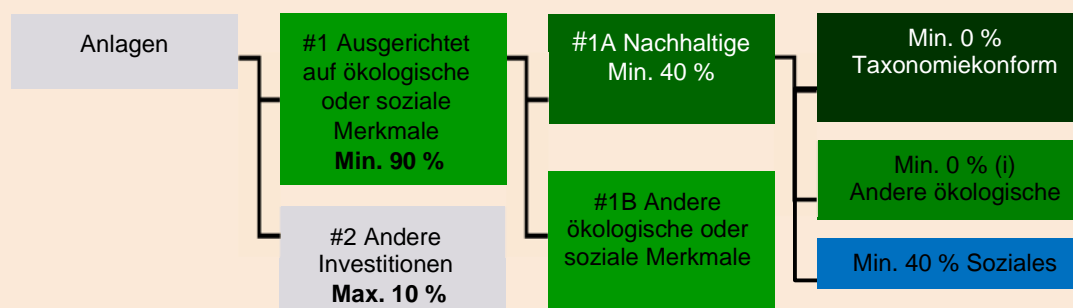 Anlagen
#1 Ausgerichtet
auf ökologische
oder soziale
Merkmale
Min. 90 %
#2 Andere
Investitionen
Max. 10 %
#1A Nachhaltige
Min. 40 %
#1B Andere
ökologische oder
soziale Merkmale
Min. 0 %
Taxonomiekonform
Min. 0 % (i)
Andere ökologische
Min. 40 % Soziales